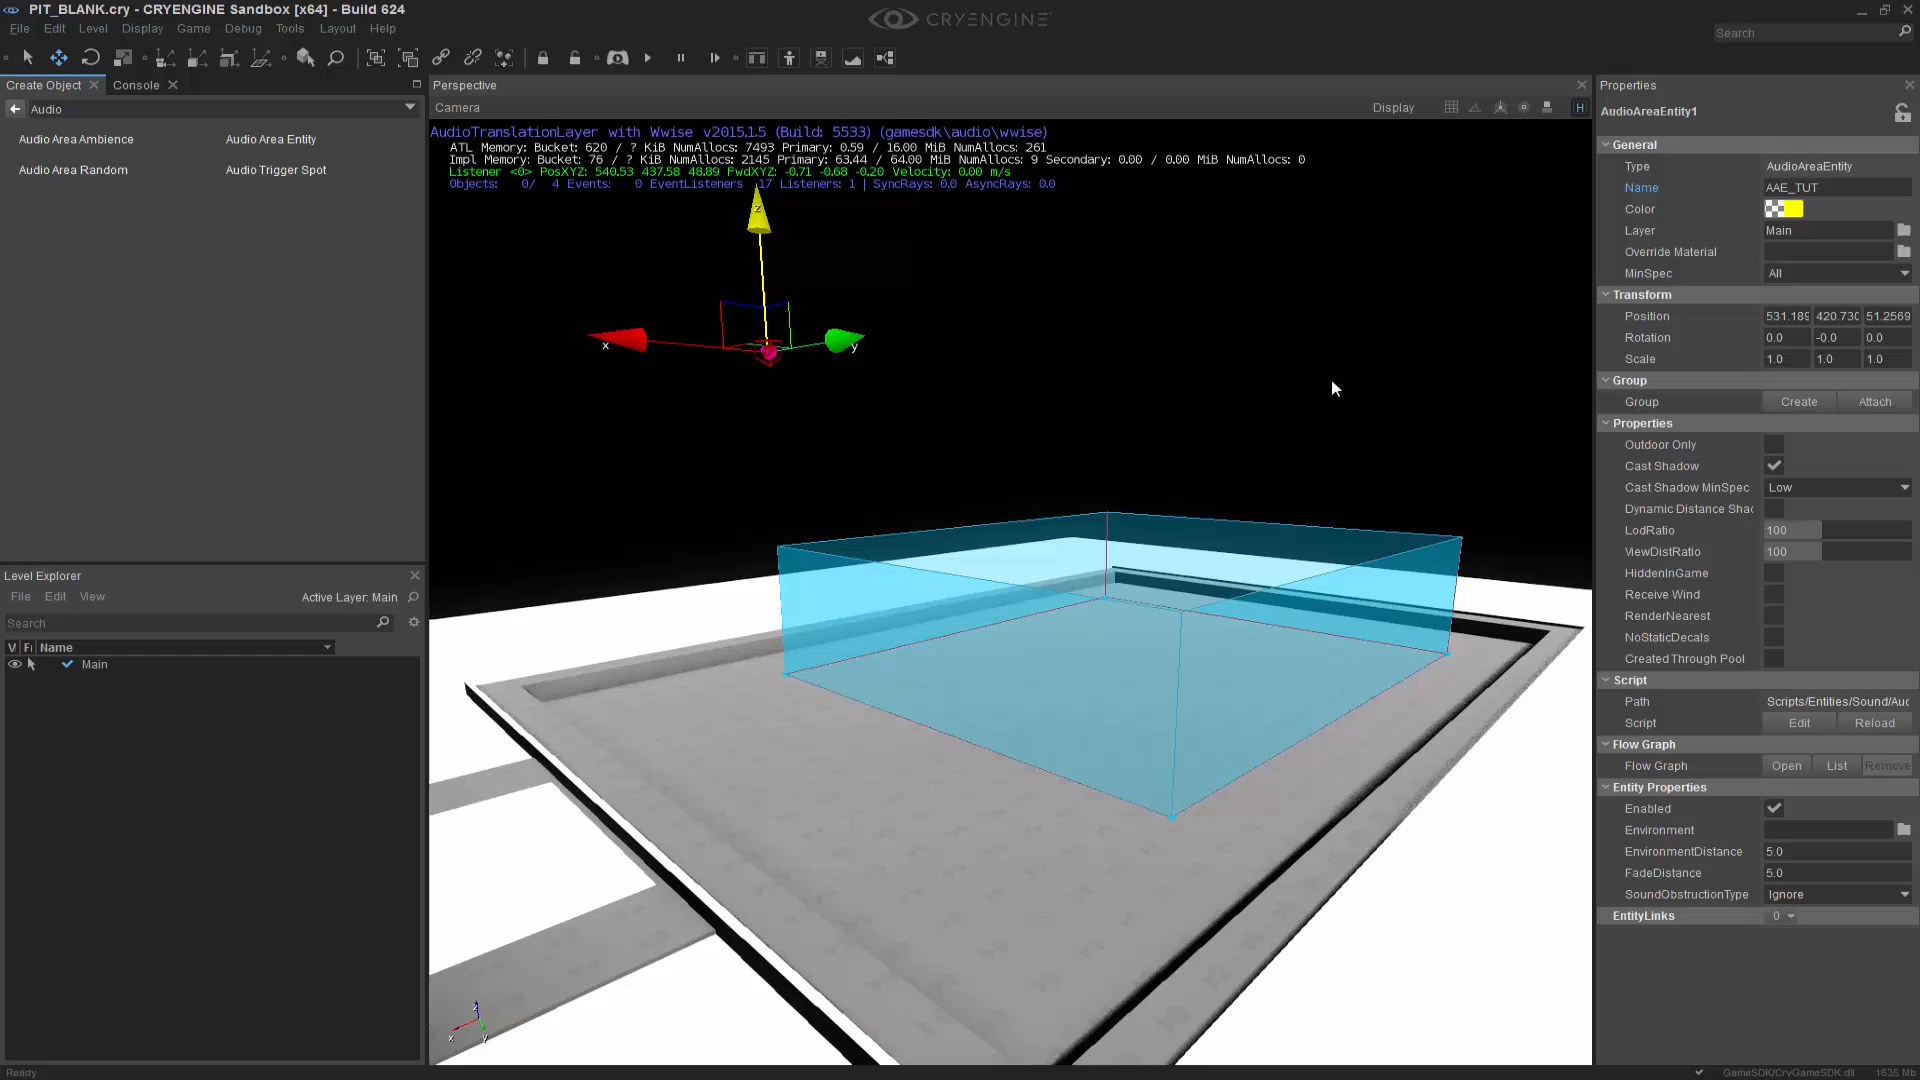 PIT_BLANK.cry - CRYENGINE Sandbox [x64] - Build 624
CRYENGINE
File Edit Level Display Game Debug Tools Layout Help
Search
Create Object Console
Audio
Audio Area Ambience Audio Area Entity
Audio Area Random Audio Trigger Spot
Level Explorer
File Edit View Active Layer: Main
Search
V Fi Name
Main
Perspective
Camera Display H
AudioTranslationLayer with Wwise v2015.1.5 (Build: 5533) (gamesdk\audio\wwise)
ATL Memory: Bucket: 620 / ? KiB NumAllocs: 7493 Primary: 0.59 / 16.00 MiB NumAllocs: 261
Impl Memory: Bucket: 76 / ? KiB NumAllocs: 2145 Primary: 63.44 / 64.00 MiB NumAllocs: 9 Secondary: 0.00 / 0.00 MiB NumAllocs: 0
Listener <0> PosXYZ: 540.53 437.58 48.89 FwdXYZ: -0.71 -0.68 -0.20 Velocity: 0.00 m/s
Objects: 0/ 4 Events: 0 EventListeners 17 Listeners: 1 | SyncRays: 0.0 AsyncRays: 0.0
z
x
y
z
x
y
Properties
AudioAreaEntity1
General
Type AudioAreaEntity
Name AAE_TUT
Color
Layer Main
Override Material
MinSpec All
Transform
Position 531.189 420.730 51.2569
Rotation 0.0 -0.0 0.0
Scale 1.0 1.0 1.0
Group
Group Create Attach
Properties
Outdoor Only
Cast Shadow
Cast Shadow MinSpec Low
Dynamic Distance Shac
LodRatio 100
ViewDistRatio 100
HiddenInGame
Receive Wind
RenderNearest
NoStaticDecals
Created Through Pool
Script
Path Scripts/Entities/Sound/Auc
Script Edit Reload
Flow Graph
Flow Graph Open List Remove
Entity Properties
Enabled
Environment
EnvironmentDistance 5.0
FadeDistance 5.0
SoundObstructionType Ignore
EntityLinks 0
Ready
GameSDK/CryGameSDK.dll 1635 Mb